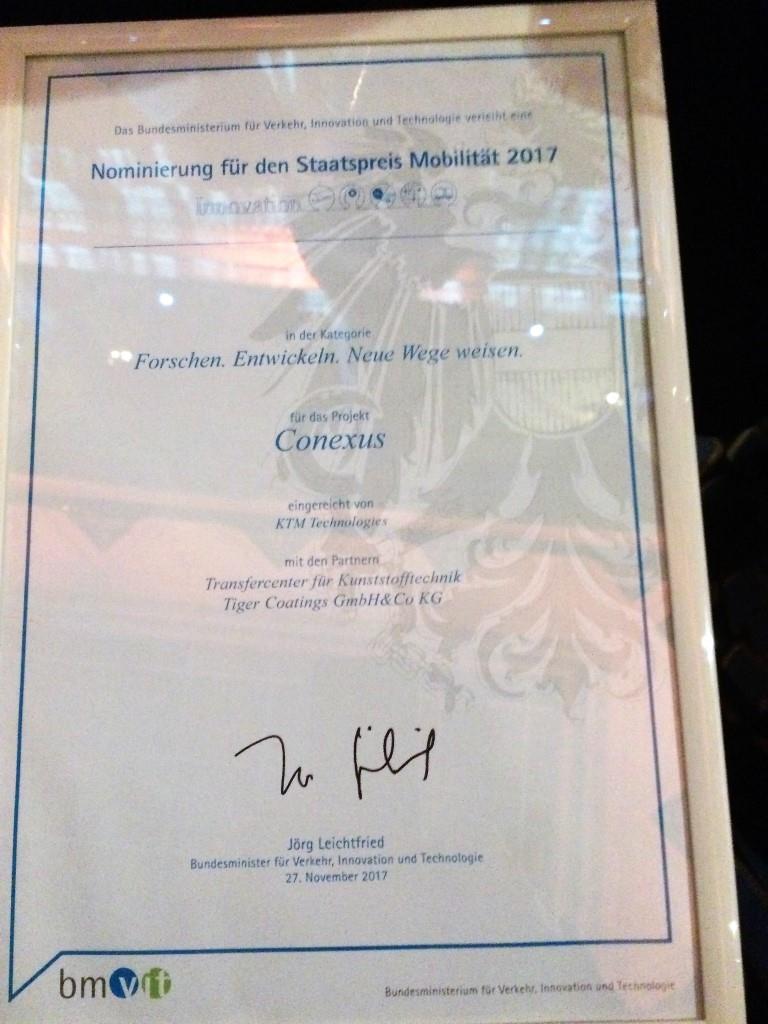 Das Bundesministerium für Verkehr, Innovation und Technologie verleiht eine
Nominierung für den Staatspreis Mobilität 2017
innovation
in der Kategorie
Forschen. Entwickeln. Neue Wege weisen.
für das Projekt
Conexus
eingereicht von
KTM Technologies
mit den Partnern
Transfercenter für Kunststofftechnik
Tiger Coatings GmbH&Co KG
Jörg Leichtfried
Bundesminister für Verkehr, Innovation und Technologie
27. November 2017
bmvit
Bundesministerium für Verkehr, Innovation und Technologie